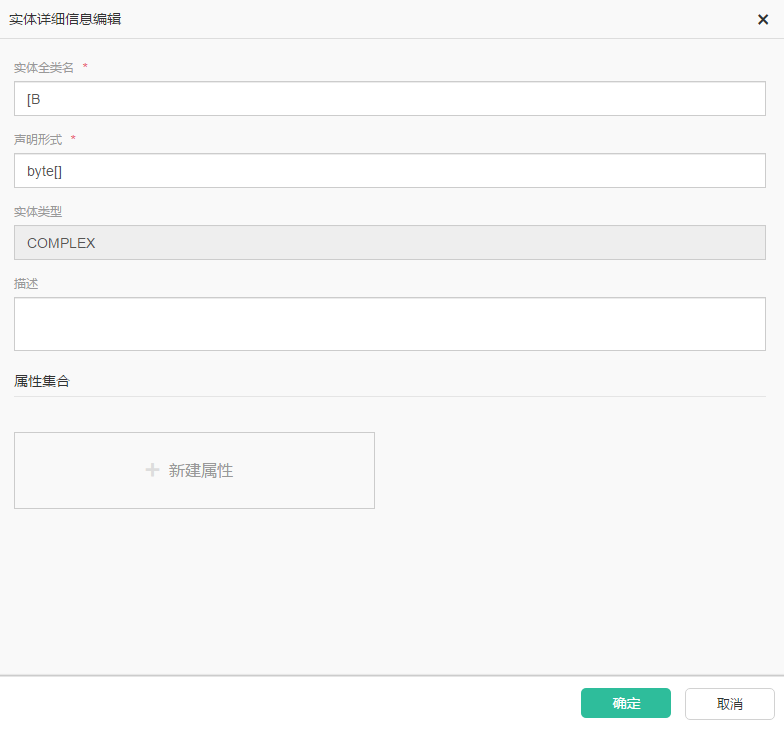 实体详细信息编辑
实体全类名 *
[B
声明形式 *
byte[]
实体类型
COMPLEX
描述
属性集合
+ 新建属性
确定 取消